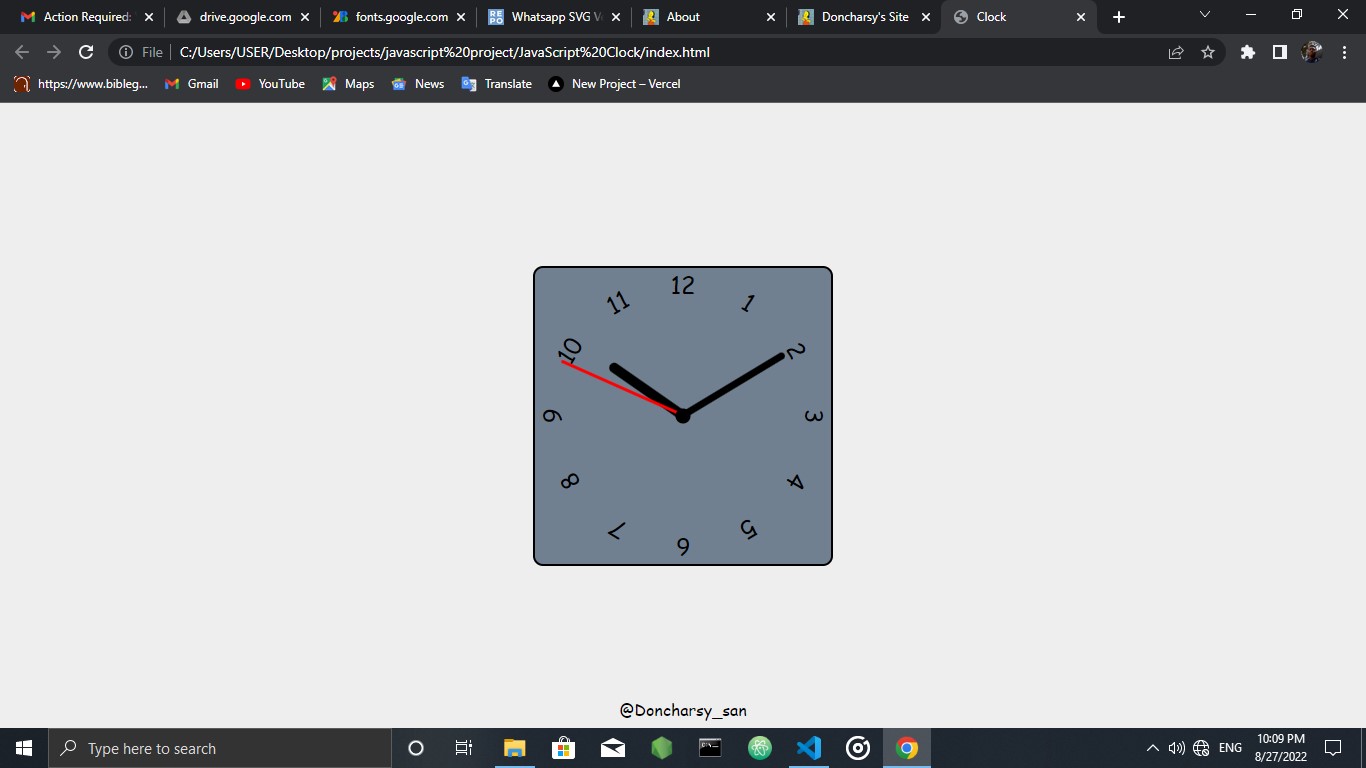 Action Required:
drive.google.com
fonts.google.com
REPO Whatsapp SVG V
About
Doncharsy's Site
Clock
File C:/Users/USER/Desktop/projects/javascript%20project/JavaScript%20Clock/index.html
https://www.bibleg...
Gmail
YouTube
Maps
News
Translate
New Project – Vercel
12
11
1
10
2
9
3
8
4
7
5
6
@Doncharsy_san
Type here to search
ENG
10:09 PM
8/27/2022